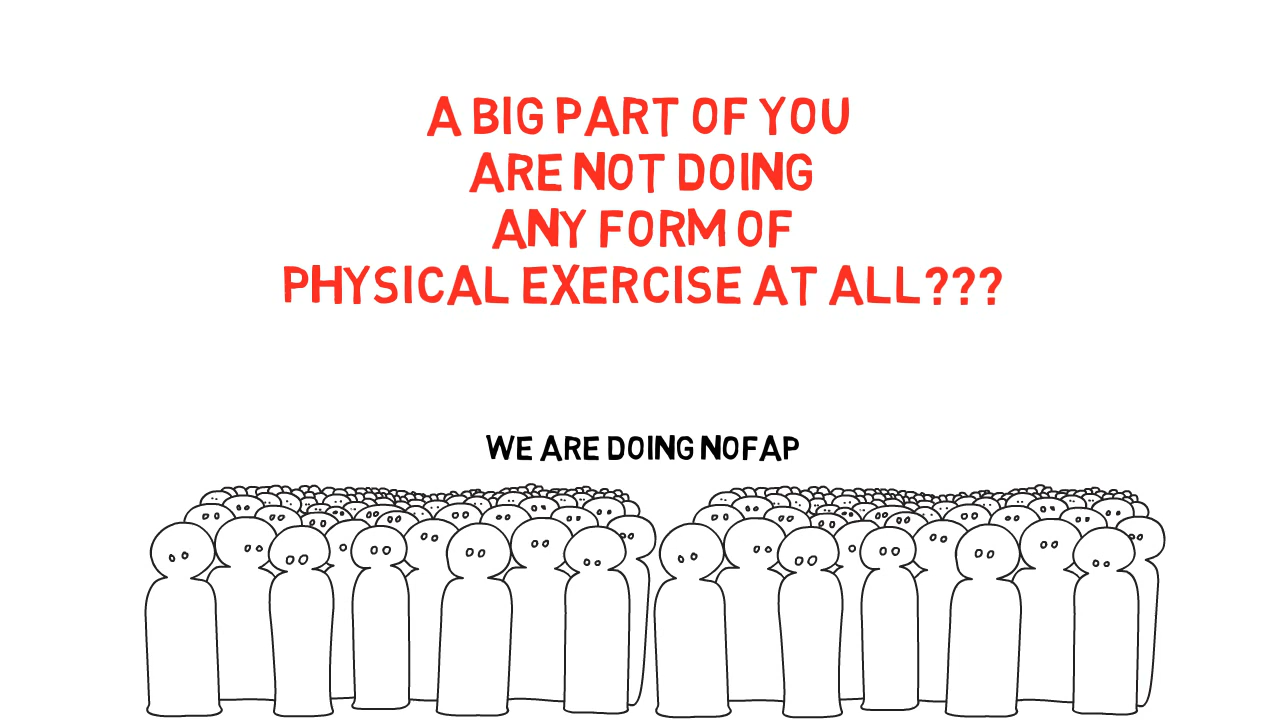 A BIG PART OF YOU
ARE NOT DOING
ANY FORM OF
PHYSICAL EXERCISE AT ALL???
WE ARE DOING NOFAP